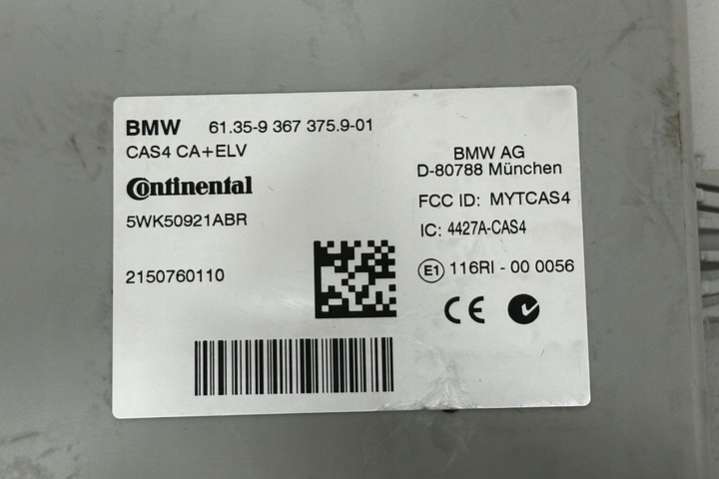 BMW 61.35-9 367 375.9-01
CAS4 CA+ELV
Continental
5WK50921ABR
2150760110
BMW AG
D-80788 München
FCC ID: MYTCAS4
IC: 4427A-CAS4
E1 116RI - 00 0056
CE